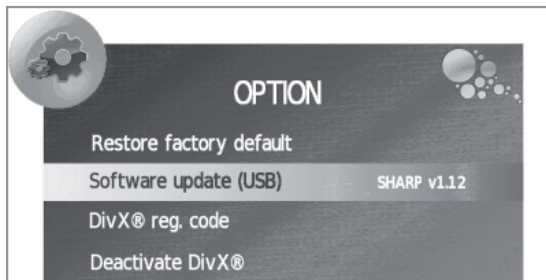 OPTION
Restore factory default
Software update (USB) SHARP v1.12
DivX® reg. code
Deactivate DivX®